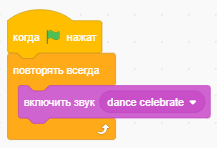 когда нажат
повторять всегда
включить звук dance celebrate